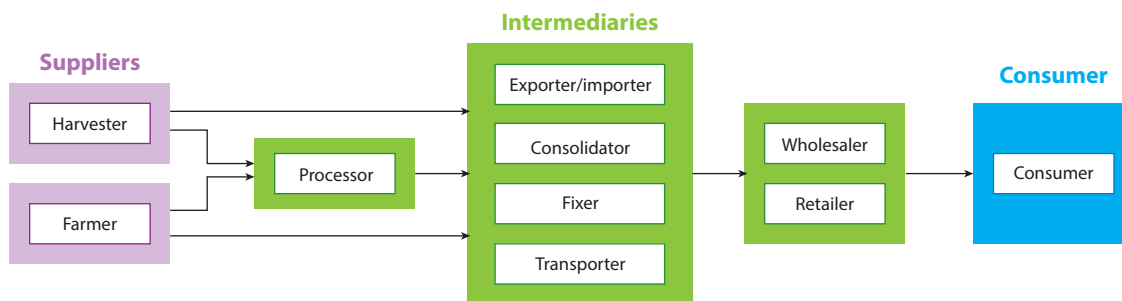 Suppliers
Harvester
Farmer
Processor
Intermediaries
Exporter/importer
Consolidator
Fixer
Transporter
Wholesaler
Retailer
Consumer
Consumer